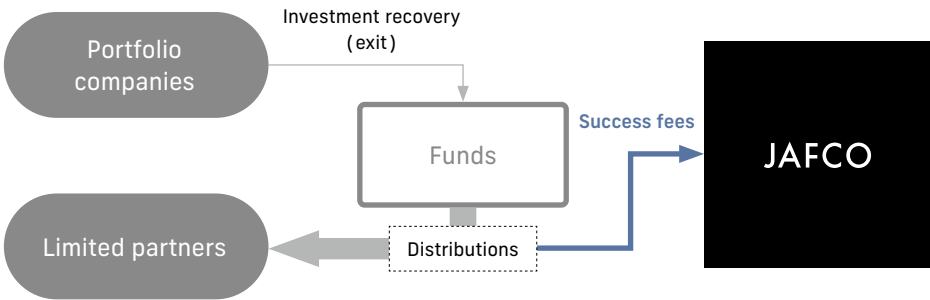 Investment recovery
(exit)
Portfolio
companies
Success fees
Funds
JAFCO
Limited partners
Distributions